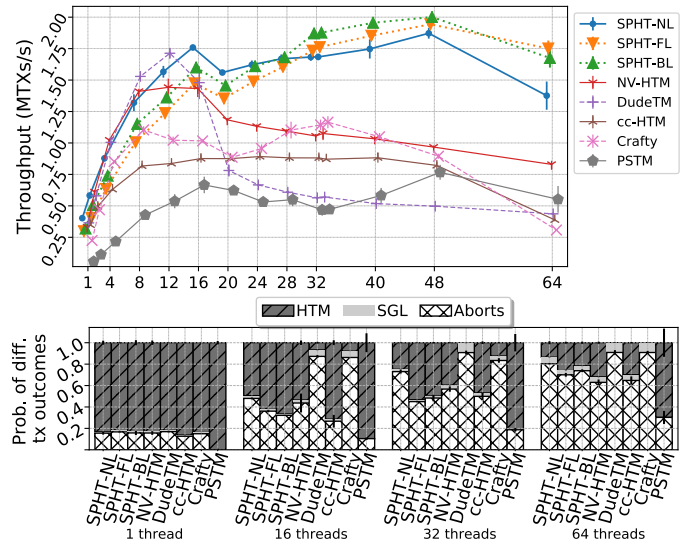 Throughput (MTXs/s)
2.00
1.75
1.50
1.25
1.00
0.75
0.50
0.25
1 4 8 12 16 20 24 28 32 40 48 64
SPHT-NL
SPHT-FL
SPHT-BL
NV-HTM
DudeTM
cc-HTM
Crafty
PSTM
HTM SGL Aborts
Prob. of diff.
tx outcomes
1.0
0.8
0.6
0.4
0.2
SPHT-NL SPHT-FL SPHT-BL NV-HTM DudeTM cc-HTM Crafty PSTM
1 thread
SPHT-NL SPHT-FL SPHT-BL NV-HTM DudeTM cc-HTM Crafty PSTM
16 threads
SPHT-NL SPHT-FL SPHT-BL NV-HTM DudeTM cc-HTM Crafty PSTM
32 threads
SPHT-NL SPHT-FL SPHT-BL NV-HTM DudeTM cc-HTM Crafty PSTM
64 threads